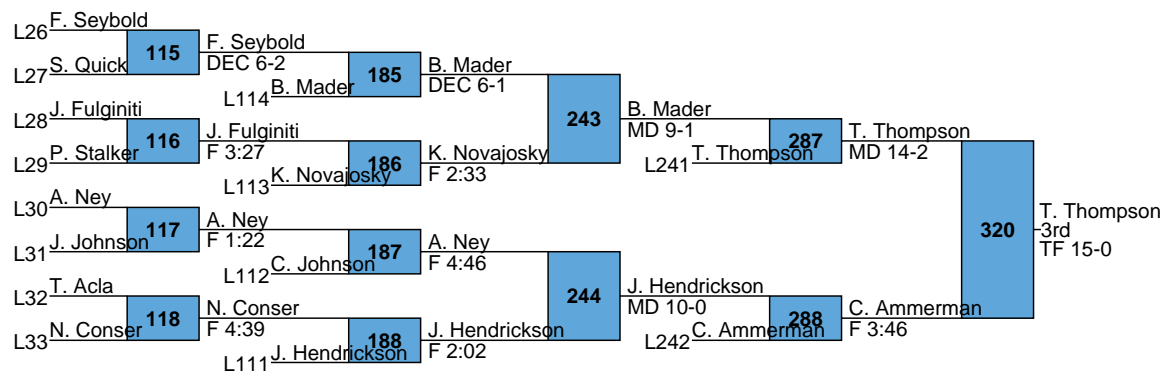 L26 F. Seybold
115
L27 S. Quick
F. Seybold
DEC 6-2
185
L114 B. Mader
B. Mader
DEC 6-1
L28 J. Fulginiti
116
L29 P. Stalker
J. Fulginiti
F 3:27
186
L113 K. Novajosky
K. Novajosky
F 2:33
243
B. Mader
MD 9-1
287
L241 T. Thompson
T. Thompson
MD 14-2
L30 A. Ney
117
L31 J. Johnson
A. Ney
F 1:22
187
L112 C. Johnson
A. Ney
F 4:46
L32 T. Acla
118
L33 N. Conser
N. Conser
F 4:39
188
L111 J. Hendrickson
J. Hendrickson
F 2:02
244
J. Hendrickson
MD 10-0
288
L242 C. Ammerman
C. Ammerman
F 3:46
320
T. Thompson
3rd
TF 15-0